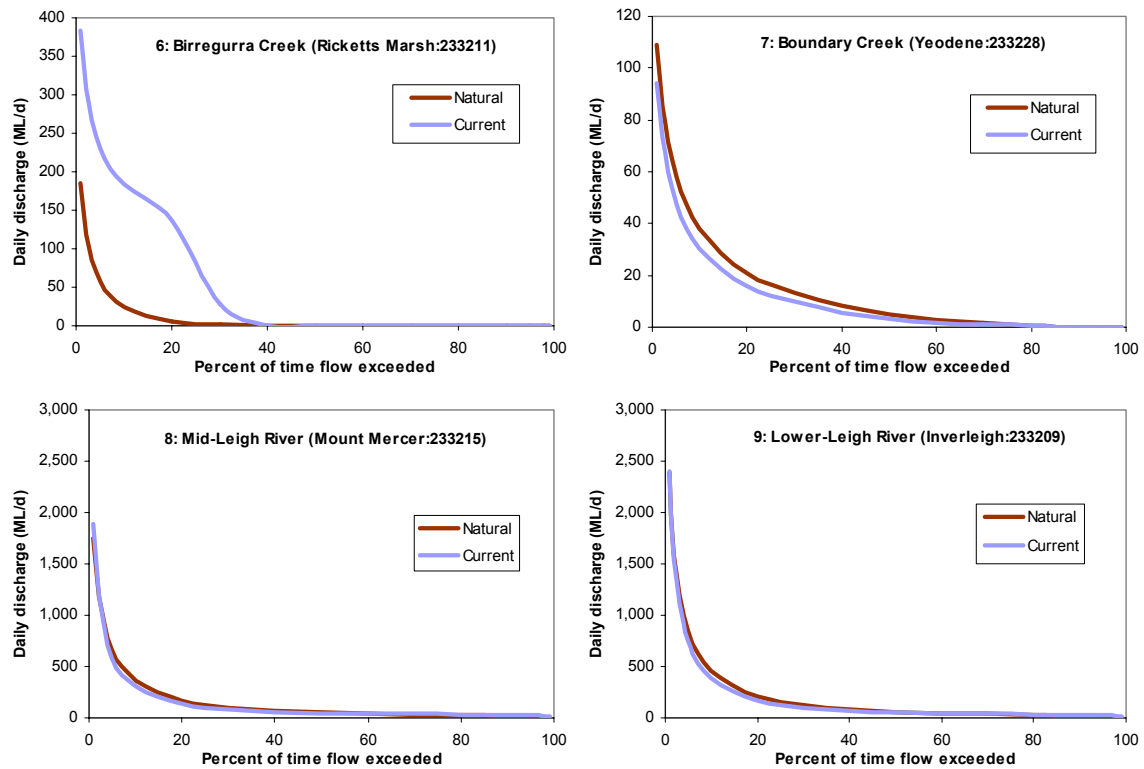 6: Birregurra Creek (Ricketts Marsh:233211)
Daily discharge (ML/d)
400
350
300
250
200
150
100
50
0
Natural
Current
0 20 40 60 80 100
Percent of time flow exceeded
7: Boundary Creek (Yeodene:233228)
Daily discharge (ML/d)
120
100
80
60
40
20
0
Natural
Current
0 20 40 60 80 100
Percent of time flow exceeded
8: Mid-Leigh River (Mount Mercer:233215)
Daily discharge (ML/d)
3,000
2,500
2,000
1,500
1,000
500
0
Natural
Current
0 20 40 60 80 100
Percent of time flow exceeded
9: Lower-Leigh River (Inverleigh:233209)
Daily discharge (ML/d)
3,000
2,500
2,000
1,500
1,000
500
0
Natural
Current
0 20 40 60 80 100
Percent of time flow exceeded